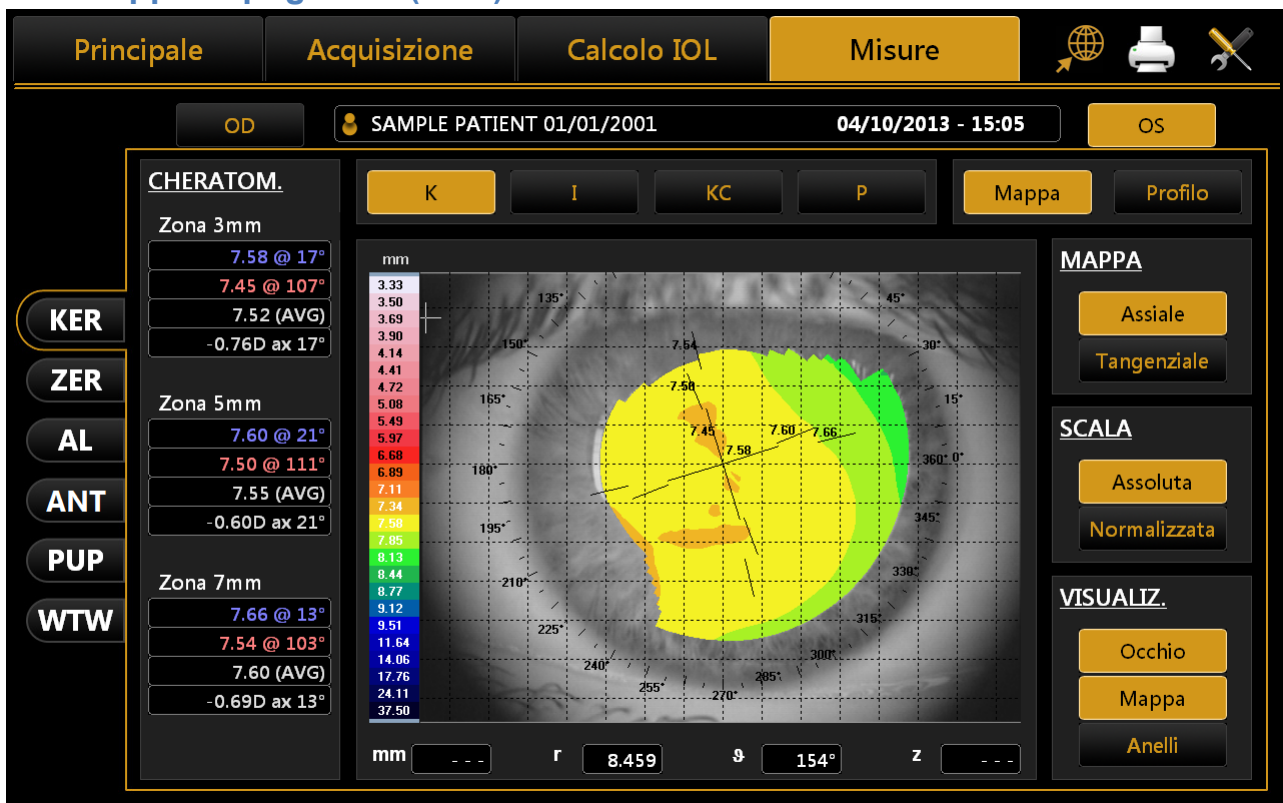 Principale
Acquisizione
Calcolo IOL
Misure
OD
SAMPLE PATIENT 01/01/2001
04/10/2013 - 15:05
OS
KER
ZER
AL
ANT
PUP
WTW
CHERATOM.
Zona 3mm
7.58 @ 17°
7.45 @ 107°
7.52 (AVG)
-0.76D ax 17°
Zona 5mm
7.60 @ 21°
7.50 @ 111°
7.55 (AVG)
-0.60D ax 21°
Zona 7mm
7.66 @ 13°
7.54 @ 103°
7.60 (AVG)
-0.69D ax 13°
K
I
KC
P
Mappa
Profilo
mm
3.33
3.50
3.69
3.90
4.14
4.41
4.72
5.08
5.49
5.97
6.68
6.89
7.11
7.34
7.58
7.85
8.13
8.44
8.77
9.12
9.51
11.64
14.06
17.76
24.11
37.50
135°
45°
150°
7.54
30°
7.50
165°
15°
7.45
7.60
7.66
7.58
180°
360° 0°
195°
345°
210°
330°
225°
315°
240°
300°
255°
285°
270°
mm - - -
r 8.459
ϑ 154°
z - - -
MAPPA
Assiale
Tangenziale
SCALA
Assoluta
Normalizzata
VISUALIZ.
Occhio
Mappa
Anelli